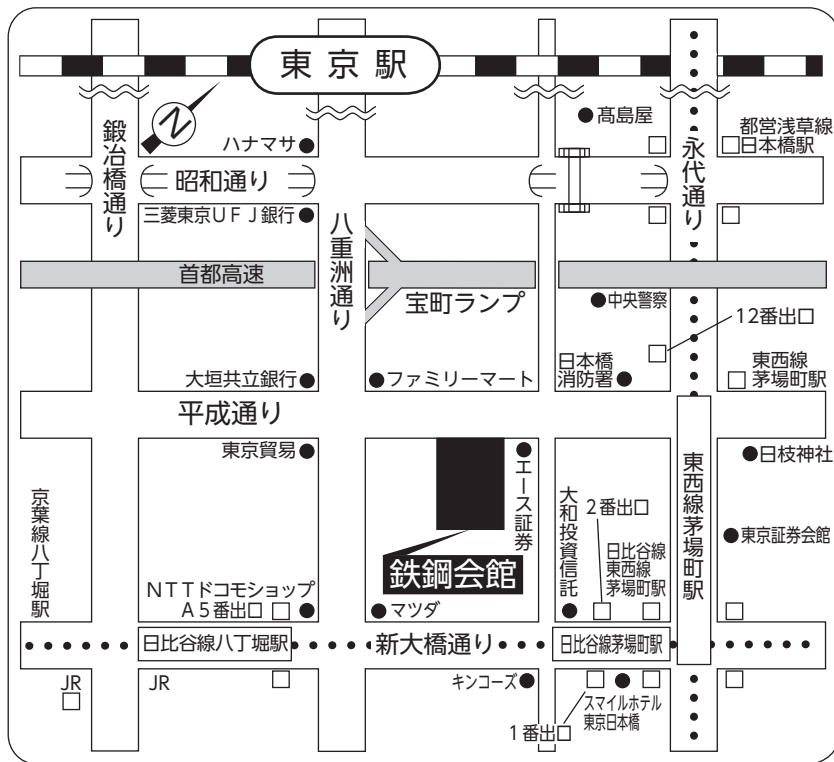 東京駅
N
髙島屋
都営浅草線
日本橋駅
ハナマサ
鍛冶橋通り
昭和通り
永代通り
三菱東京UFJ銀行
八重洲通り
首都高速
宝町ランプ
中央警察
12番出口
日本橋
消防署
東西線
茅場町駅
大垣共立銀行
ファミリーマート
平成通り
東京貿易
エース証券
日枝神社
東西線茅場町駅
京葉線八丁堀駅
大和投資信託
2番出口
東京証券会館
日比谷線
東西線
茅場町駅
鉄鋼会館
NTTドコモショップ
A5番出口
マツダ
日比谷線八丁堀駅
新大橋通り
日比谷線茅場町駅
JR
JR
キンコーズ
スマイルホテル
東京日本橋
1番出口